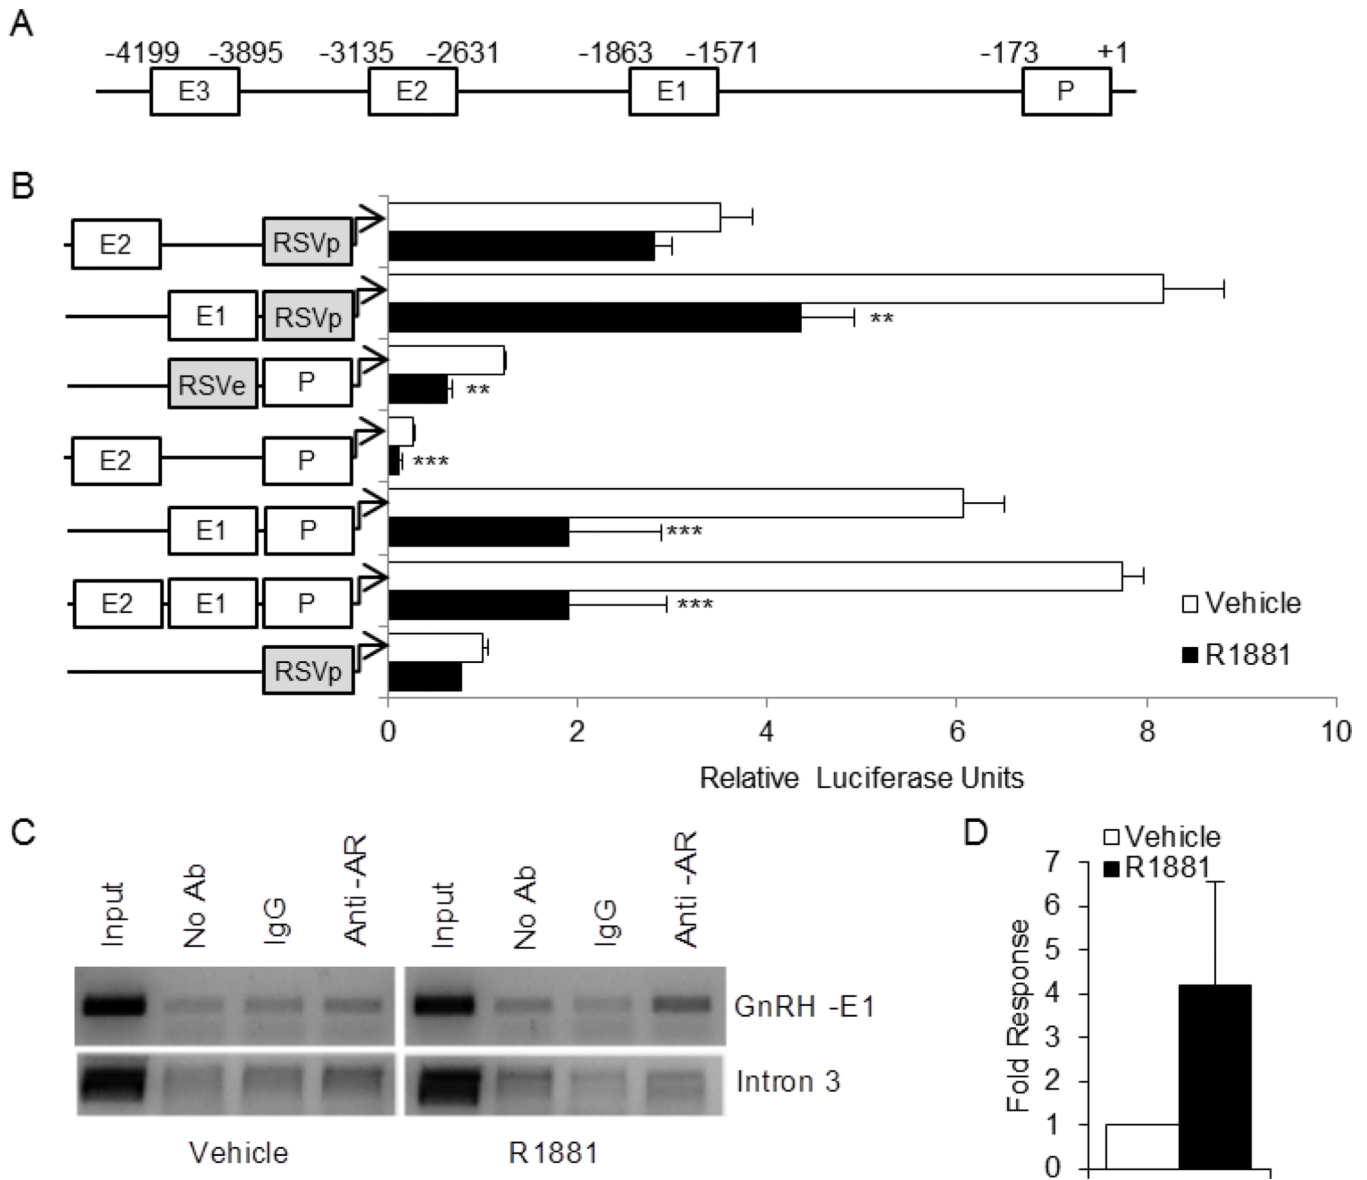 A
-4199 -3895 -3135 -2631 -1863 -1571 -173 +1
E3 E2 E1 P
B
E2 RSVp
E1 RSVp
**
RSVe P
**
E2 P
***
E1 P
***
E2 E1 P
***
RSVp
Vehicle
R1881
0 2 4 6 8 10
Relative Luciferase Units
C
Input No Ab IgG Anti -AR Input No Ab IgG Anti -AR
GnRH -E1
Intron 3
Vehicle R1881
D
Vehicle
R1881
7
6
5
4
3
2
1
0
Fold Response